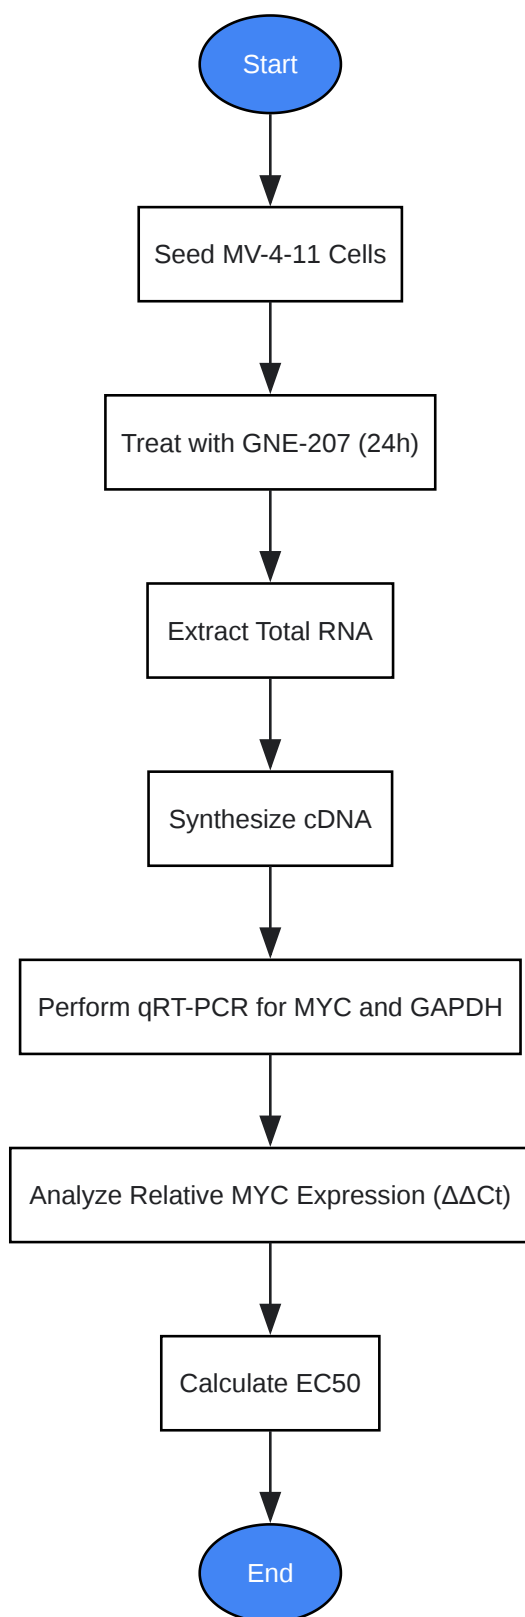 Start
Seed MV-4-11 Cells
Treat with GNE-207 (24h)
Extract Total RNA
Synthesize cDNA
Perform qRT-PCR for MYC and GAPDH
Analyze Relative MYC Expression (ΔΔCt)
Calculate EC50
End